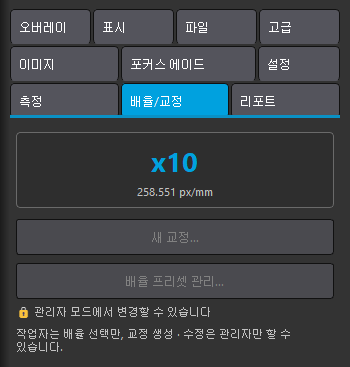 오버레이 표시 파일 고급
이미지 포커스 에이드 설정
측정 배율/교정 리포트
x10
258.551 px/mm
새 교정...
배율 프리셋 관리...
🔒 관리자 모드에서 변경할 수 있습니다
작업자는 배율 선택만, 교정 생성 · 수정은 관리자만 할 수
있습니다.